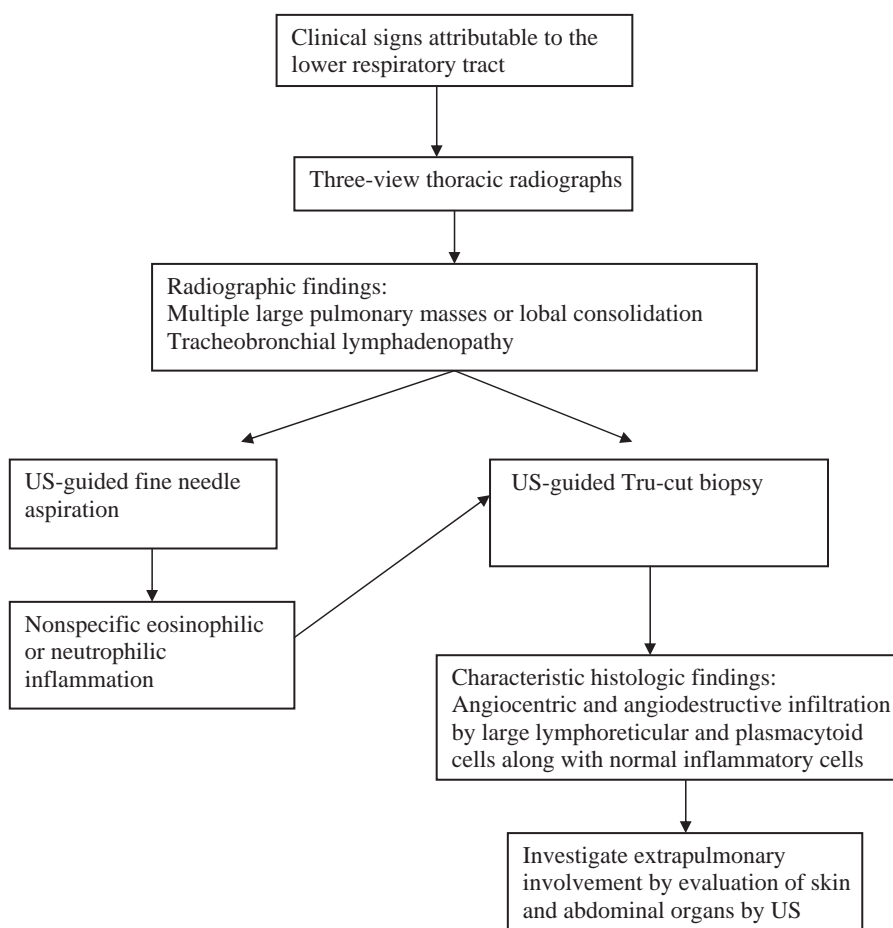 Clinical signs attributable to the
lower respiratory tract
Three-view thoracic radiographs
Radiographic findings:
Multiple large pulmonary masses or lobal consolidation
Tracheobronchial lymphadenopathy
US-guided fine needle
aspiration
US-guided Tru-cut biopsy
Nonspecific eosinophilic
or neutrophilic
inflammation
Characteristic histologic findings:
Angiocentric and angiodestructive infiltration
by large lymphoreticular and plasmacytoid
cells along with normal inflammatory cells
Investigate extrapulmonary
involvement by evaluation of skin
and abdominal organs by US